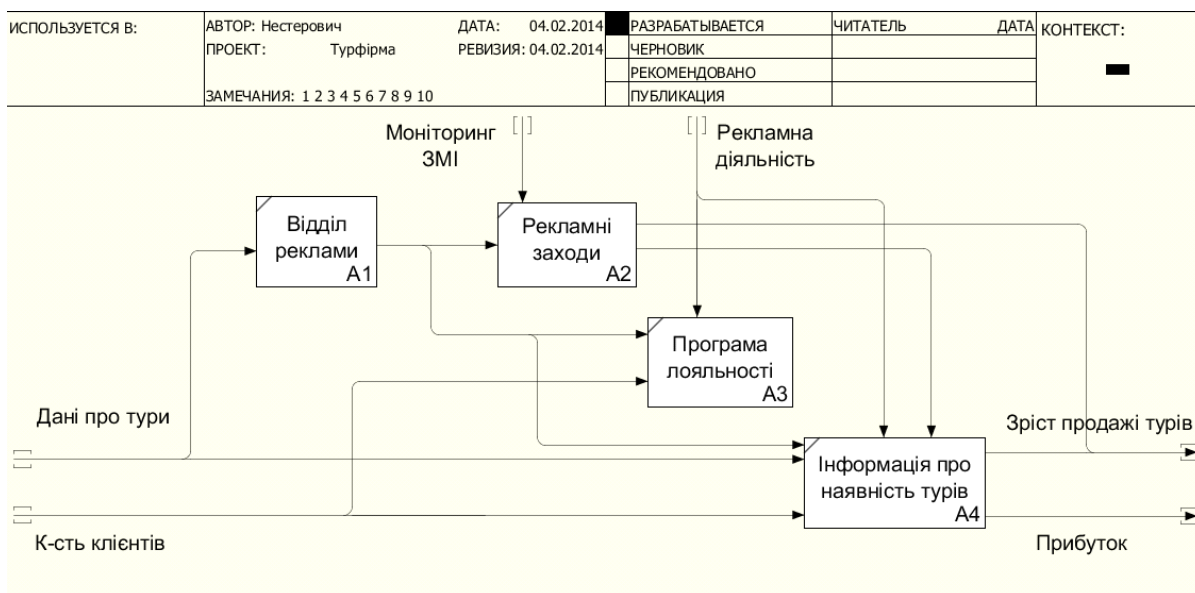 ИСПОЛЬЗУЕТСЯ В:
АВТОР: Нестерович
ДАТА: 04.02.2014
ПРОЕКТ: Турфірма
РЕВИЗИЯ: 04.02.2014
ЗАМЕЧАНИЯ: 1 2 3 4 5 6 7 8 9 10
РАЗРАБАТЫВАЕТСЯ
ЧЕРНОВИК
РЕКОМЕНДОВАНО
ПУБЛИКАЦИЯ
ЧИТАТЕЛЬ ДАТА
КОНТЕКСТ:
Моніторинг
ЗМІ
Рекламна
діяльність
Відділ
реклами
A1
Рекламні
заходи
A2
Програма
лояльності
A3
Дані про тури
Зріст продажі турів
Інформація про
наявність турів
A4
К-сть клієнтів
Прибуток